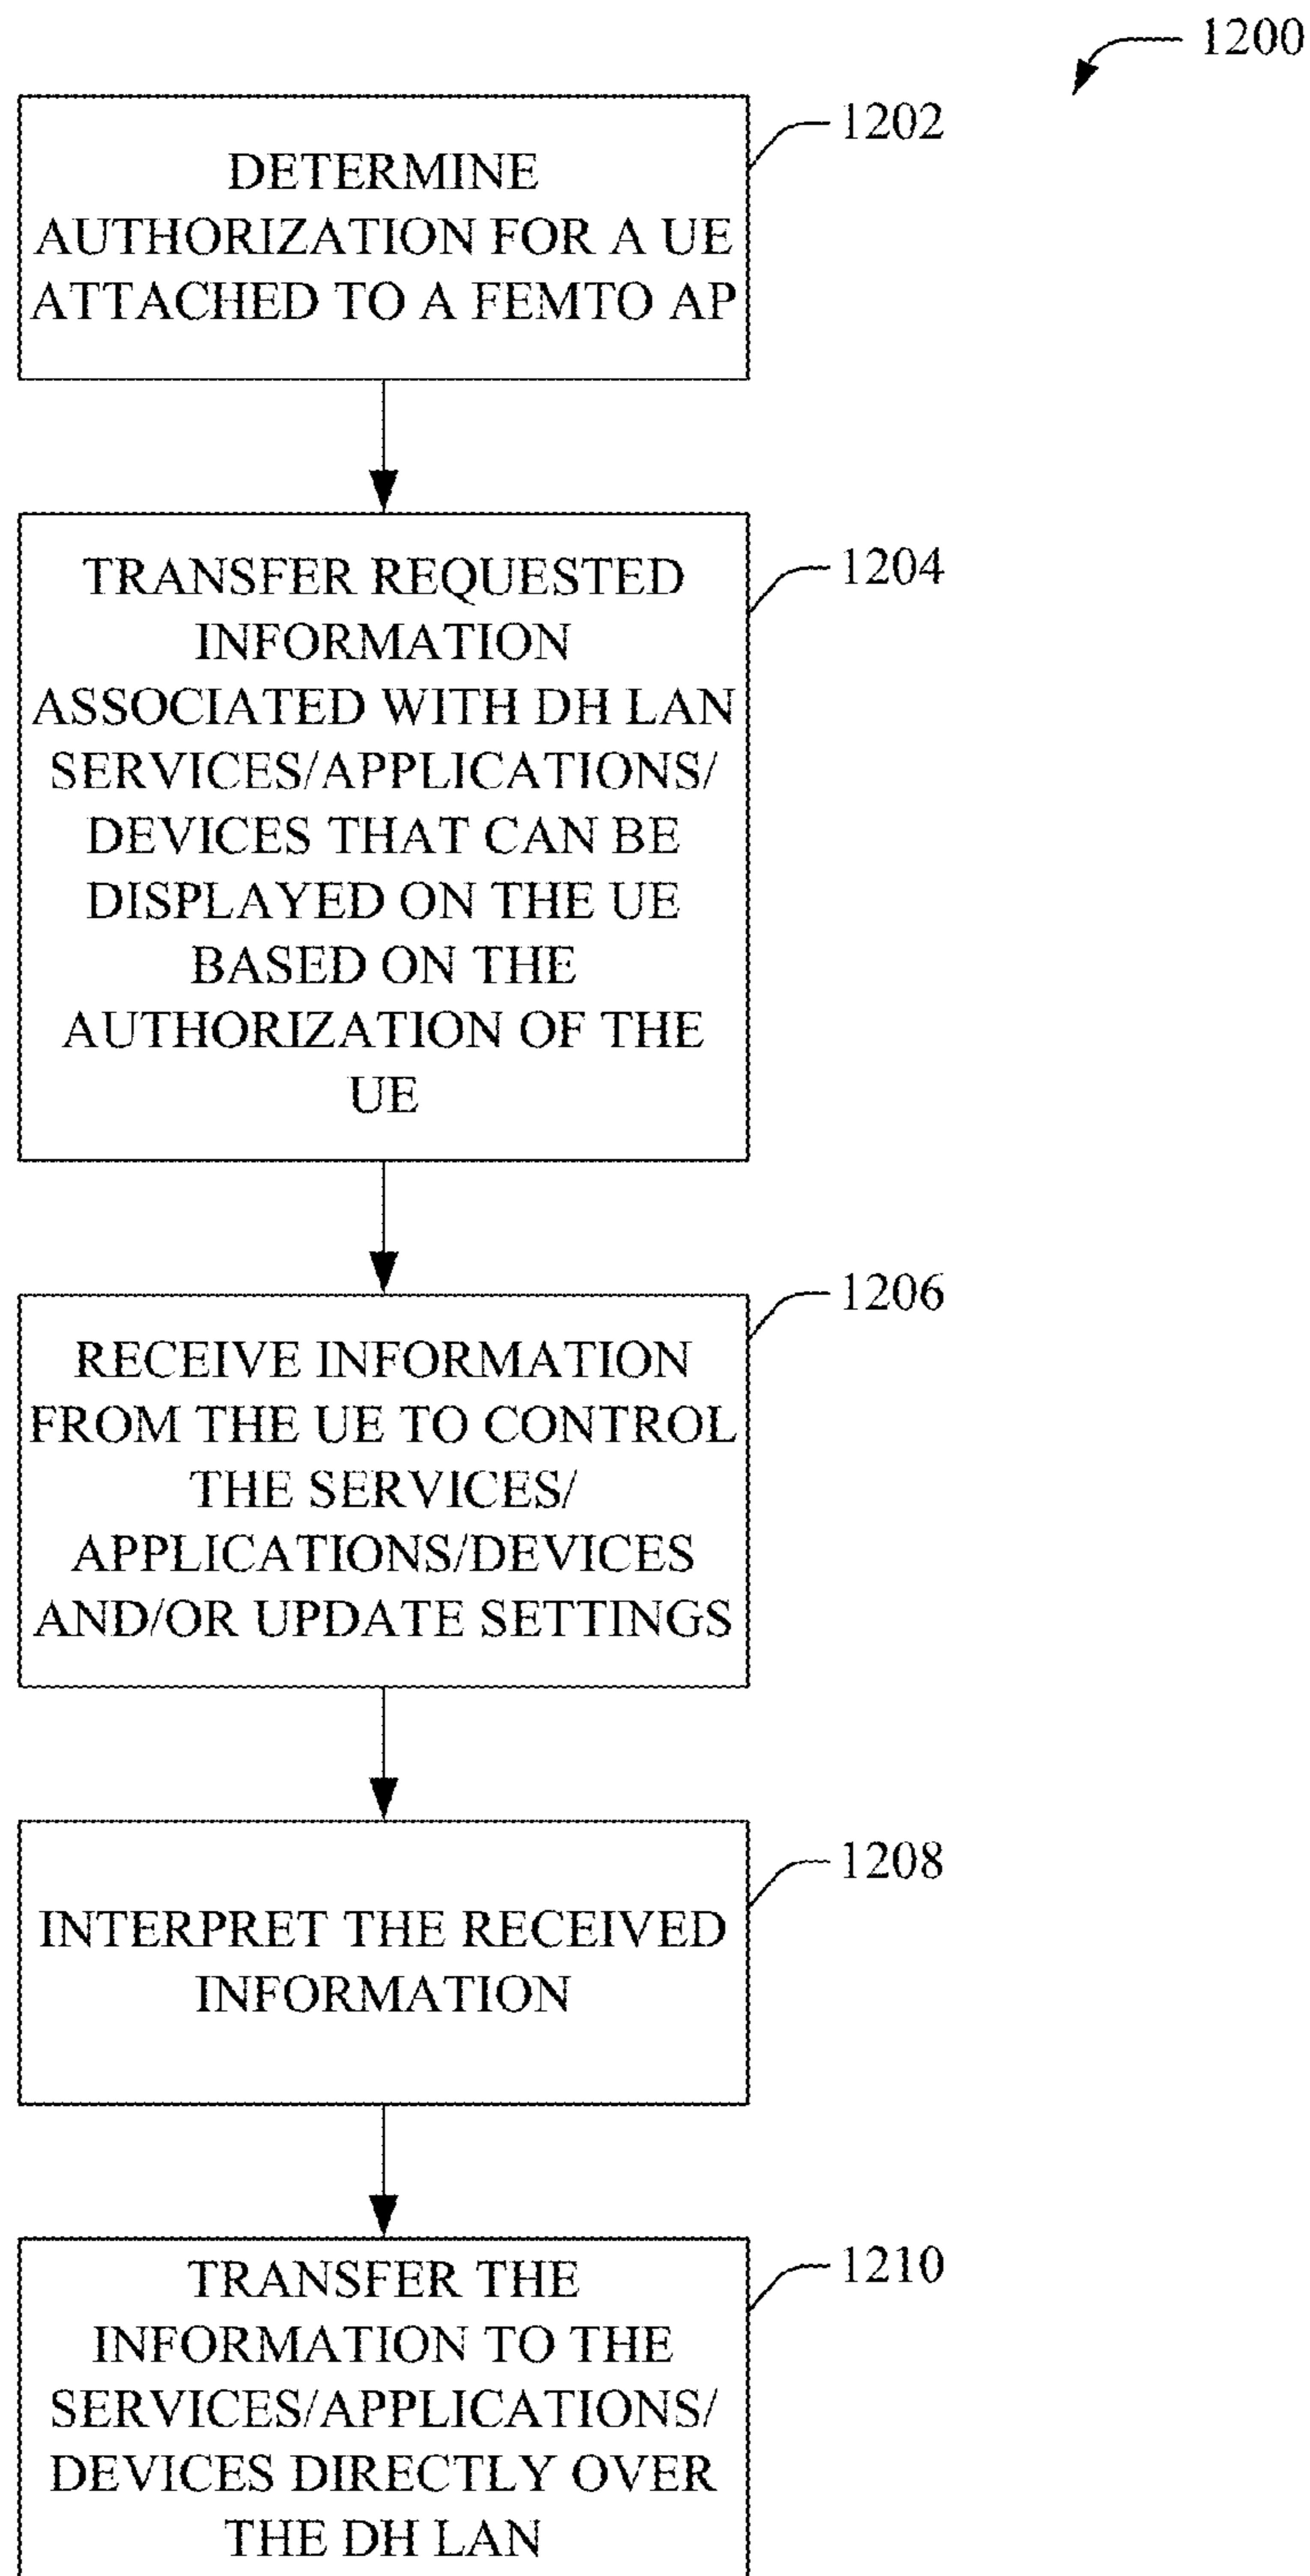 1200
1202
DETERMINE
AUTHORIZATION FOR A UE
ATTACHED TO A FEMTO AP
1204
TRANSFER REQUESTED
INFORMATION
ASSOCIATED WITH DH LAN
SERVICES/APPLICATIONS/
DEVICES THAT CAN BE
DISPLAYED ON THE UE
BASED ON THE
AUTHORIZATION OF THE
UE
1206
RECEIVE INFORMATION
FROM THE UE TO CONTROL
THE SERVICES/
APPLICATIONS/DEVICES
AND/OR UPDATE SETTINGS
1208
INTERPRET THE RECEIVED
INFORMATION
1210
TRANSFER THE
INFORMATION TO THE
SERVICES/APPLICATIONS/
DEVICES DIRECTLY OVER
THE DH LAN